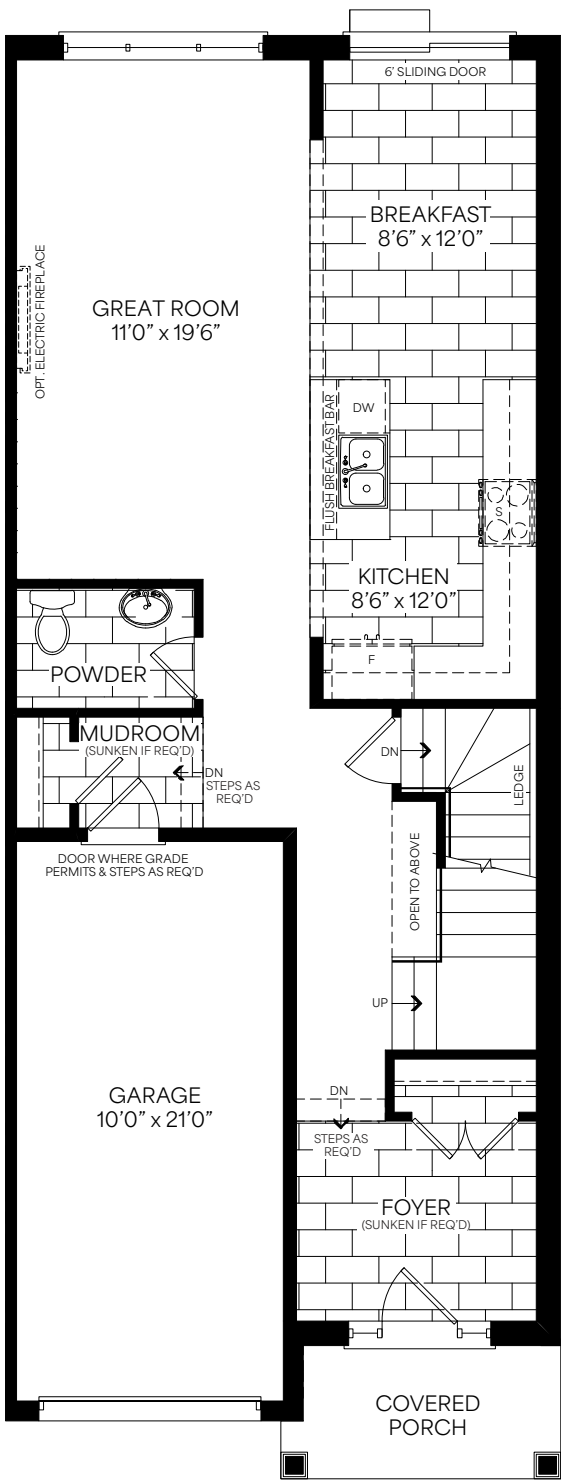 6' SLIDING DOOR
BREAKFAST
8'6" x 12'0"
OPT. ELECTRIC FIREPLACE
GREAT ROOM
11'0" x 19'6"
FLUSH BREAKFAST BAR
DW
S
KITCHEN
8'6" x 12'0"
F
POWDER
MUDROOM
(SUNKEN IF REQ'D)
DN
STEPS AS
REQ'D
DN
LEDGE
DOOR WHERE GRADE
PERMITS & STEPS AS REQ'D
OPEN TO ABOVE
UP
GARAGE
10'0" x 21'0"
DN
STEPS AS
REQ'D
FOYER
(SUNKEN IF REQ'D)
COVERED
PORCH